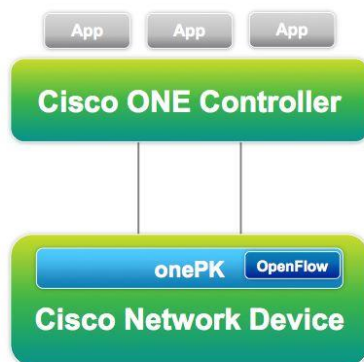 App App App
Cisco ONE Controller
onePK OpenFlow
Cisco Network Device